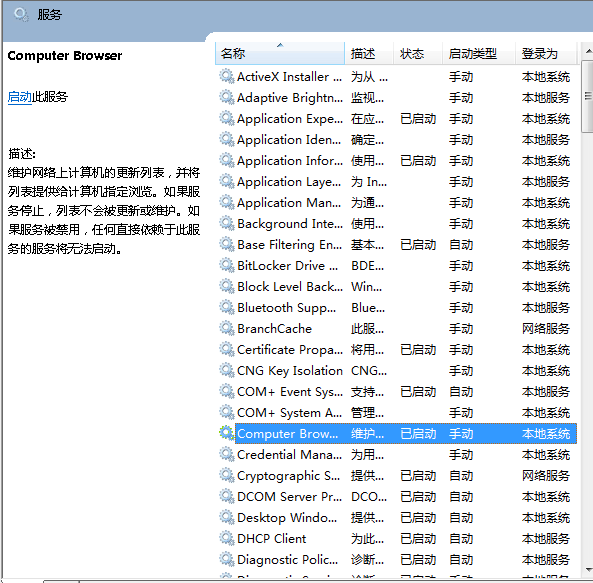 服务
Computer Browser
启动此服务
描述:
维护网络上计算机的更新列表，并将
列表提供给计算机指定浏览。如果服
务停止，列表不会被更新或维护。如
果服务被禁用，任何直接依赖于此服
务的服务将无法启动。
名称 描述 状态 启动类型 登录为
ActiveX Installer ... 为从 ... 手动 本地系统
Adaptive Brightn... 监视... 手动 本地服务
Application Expe... 在应... 已启动 手动 本地系统
Application Iden... 确定... 手动 本地服务
Application Infor... 使用... 已启动 手动 本地系统
Application Laye... 为 In... 手动 本地服务
Application Man... 为通... 手动 本地系统
Background Inte... 使用... 手动 本地系统
Base Filtering En... 基本... 已启动 自动 本地服务
BitLocker Drive ... BDE... 手动 本地系统
Block Level Back... Win... 手动 本地系统
Bluetooth Supp... Blue... 手动 本地服务
BranchCache 此服... 手动 网络服务
Certificate Propa... 将用... 已启动 手动 本地系统
CNG Key Isolation CNG... 手动 本地系统
COM+ Event Sys... 支持... 已启动 自动 本地服务
COM+ System A... 管理... 手动 本地系统
Computer Brow... 维护... 已启动 手动 本地系统
Credential Mana... 为用... 手动 本地系统
Cryptographic S... 提供... 已启动 自动 网络服务
DCOM Server Pr... DCO... 已启动 自动 本地系统
Desktop Windo... 提供... 已启动 自动 本地系统
DHCP Client 为此... 已启动 自动 本地服务
Diagnostic Polic... 诊断... 已启动 自动 本地服务